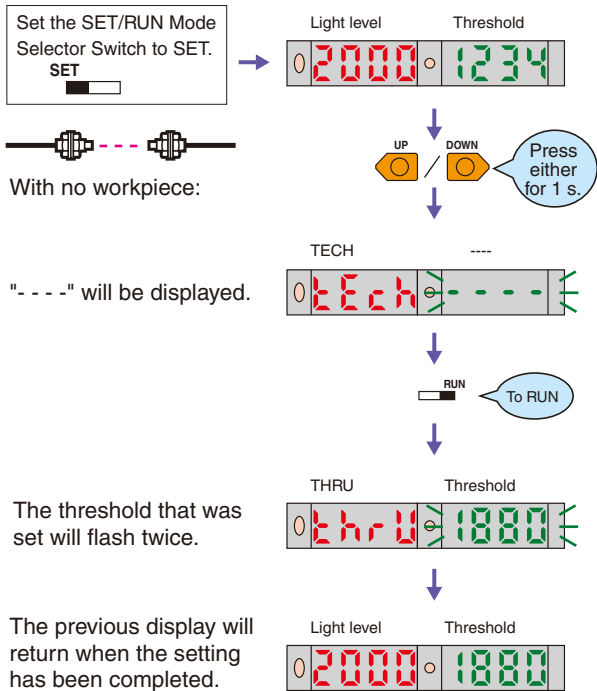 Set the SET/RUN Mode
Selector Switch to SET.
SET
Light level Threshold
2000 1234
UP / DOWN
Press
either
for 1 s.
With no workpiece:
TECH ----
"- - - -" will be displayed.
tEch - - - -
RUN
To RUN
THRU Threshold
The threshold that was
set will flash twice.
thrU 1880
The previous display will
return when the setting
has been completed.
Light level Threshold
2000 1880